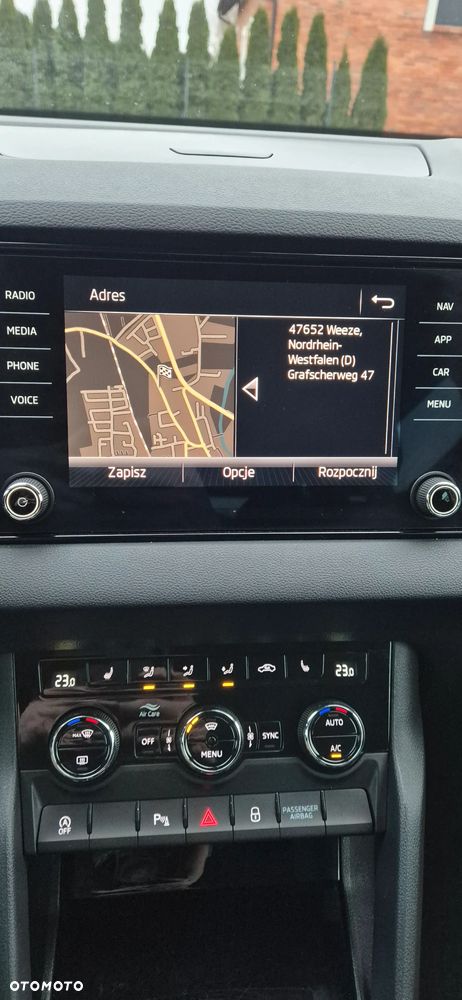 Adres
RADIO
MEDIA
PHONE
VOICE
47652 Weeze,
Nordrhein-
Westfalen (D)
Grafscherweg 47
NAV
APP
CAR
MENU
Zapisz
Opcje
Rozpocznij
23.0
23.0
Air Care
MAX
OFF
MENU
SYNC
AUTO
A/C
OFF
P
PASSENGER
AIRBAG
OTOMOTO